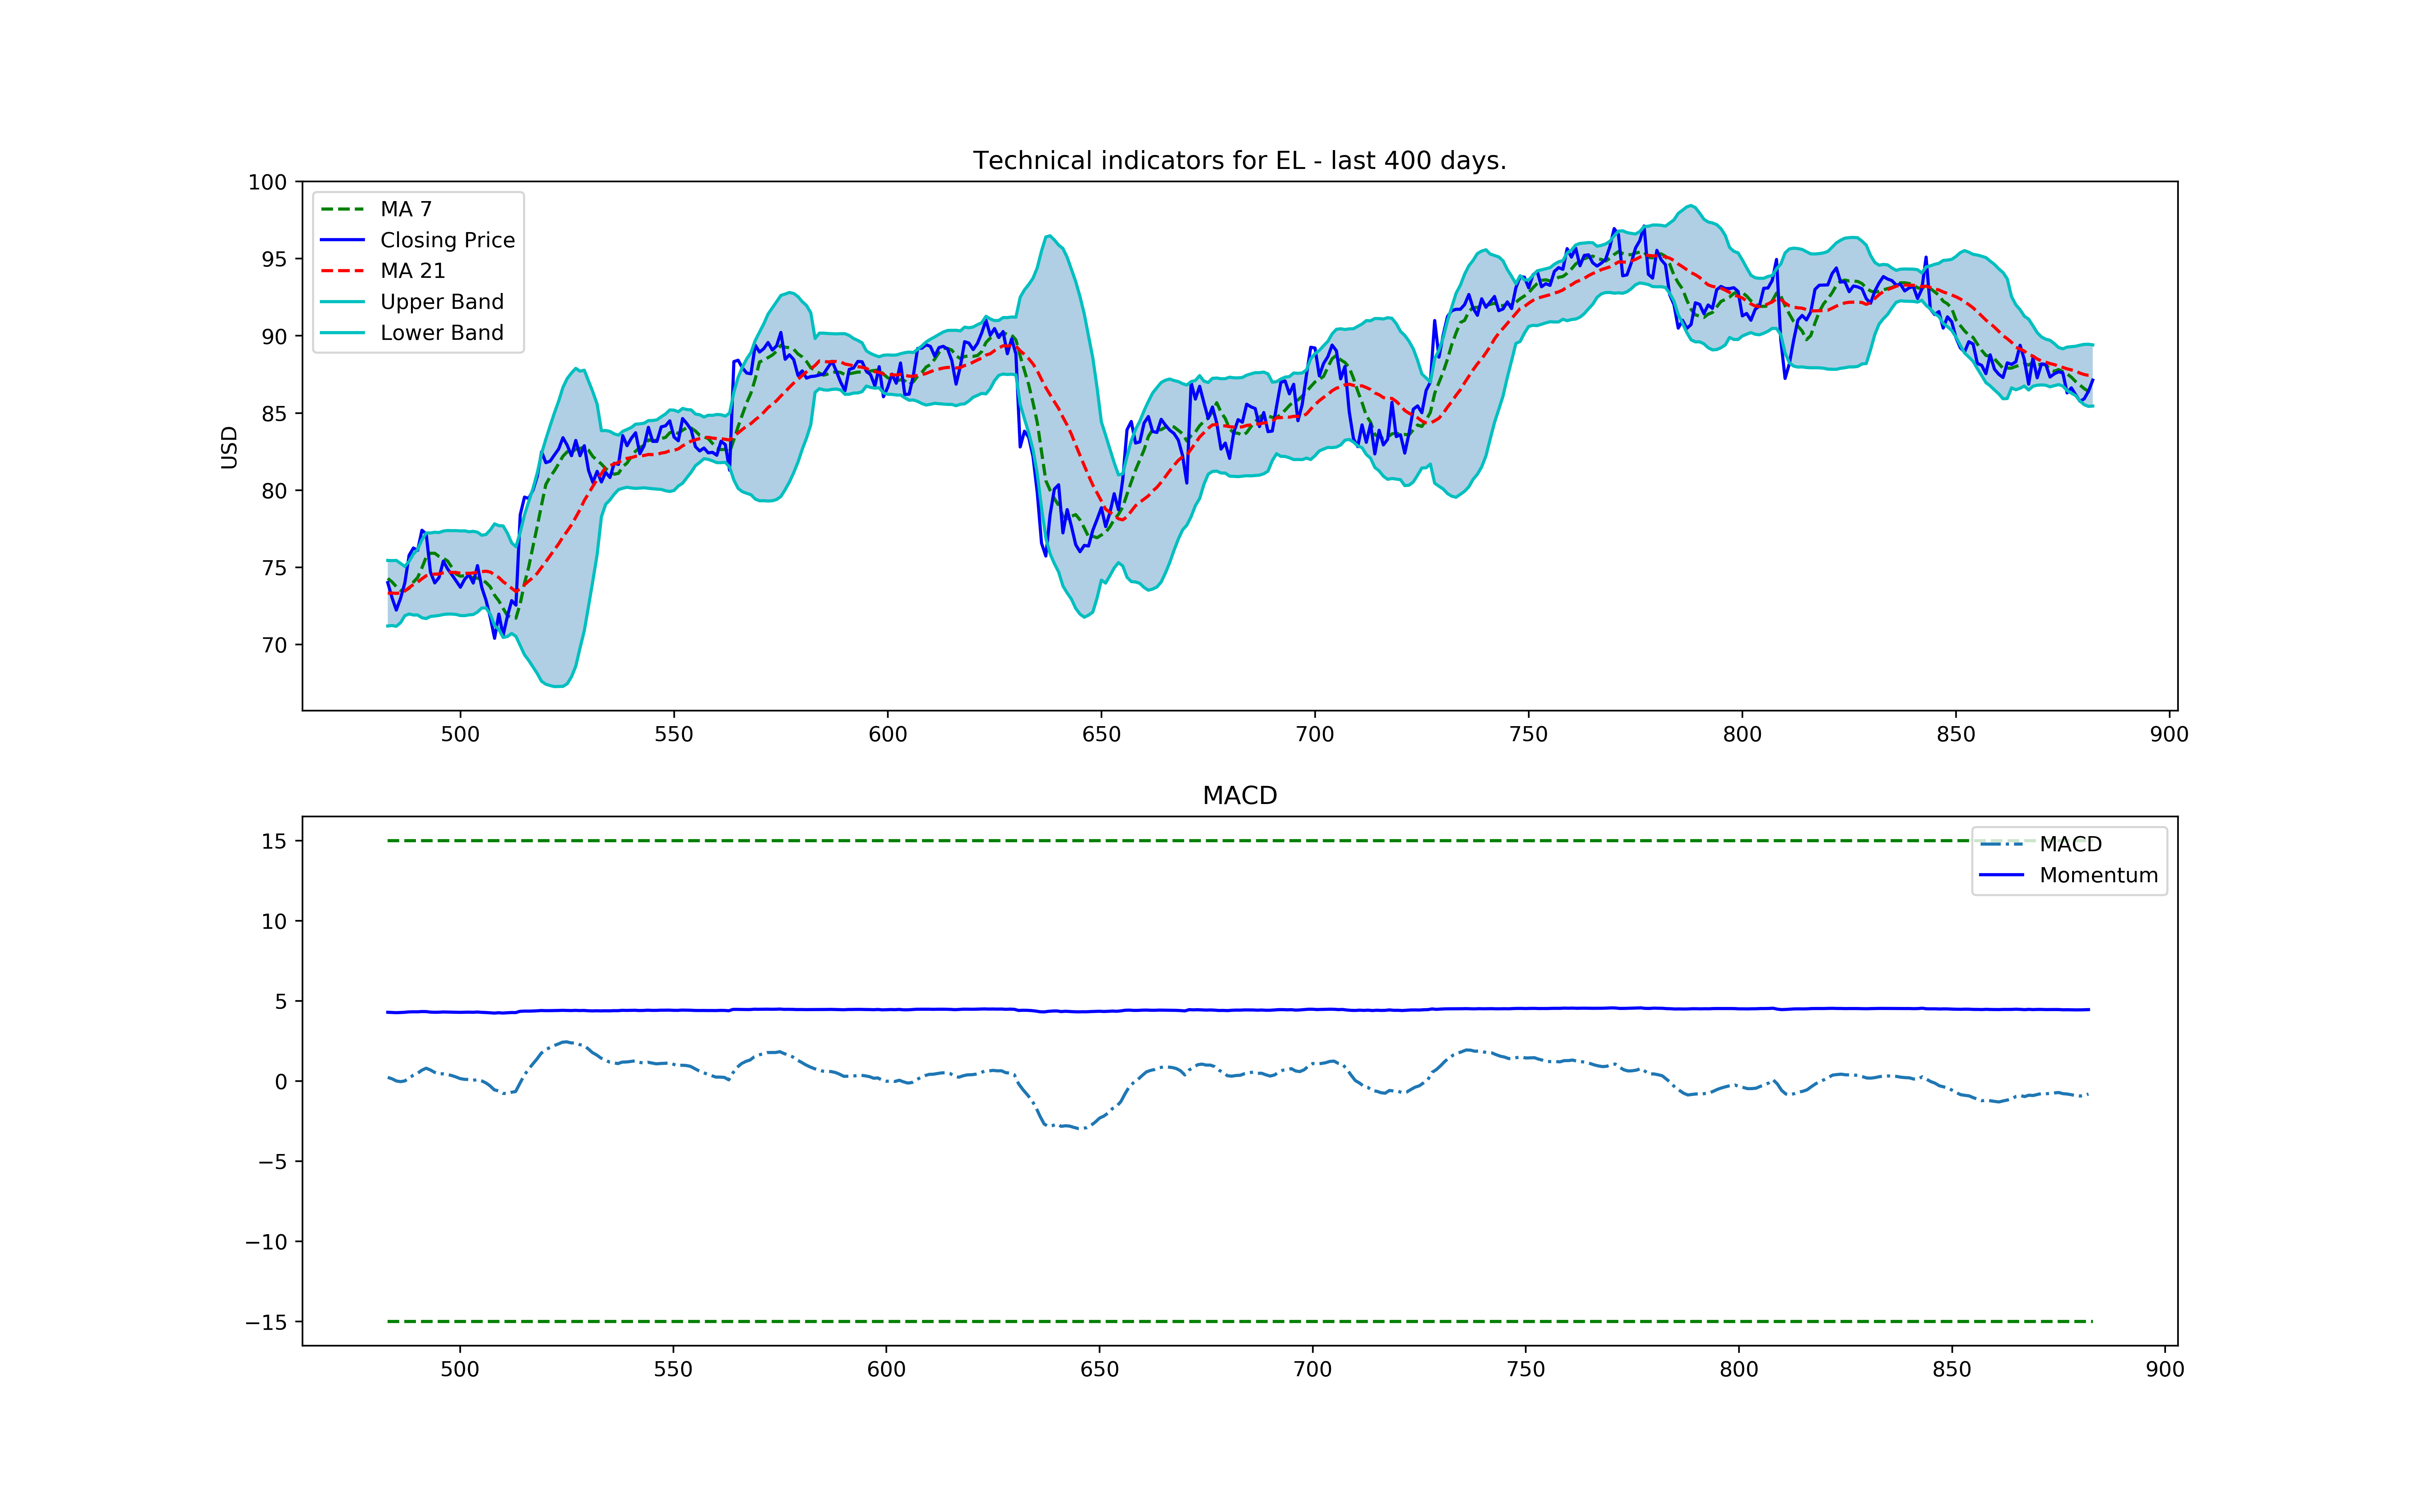 Technical indicators for EL - last 400 days.
100
95
90
85
80
75
70
USD
MA 7
Closing Price
MA 21
Upper Band
Lower Band
500 550 600 650 700 750 800 850 900
MACD
15
10
5
0
−5
−10
−15
MACD
Momentum
500 550 600 650 700 750 800 850 900